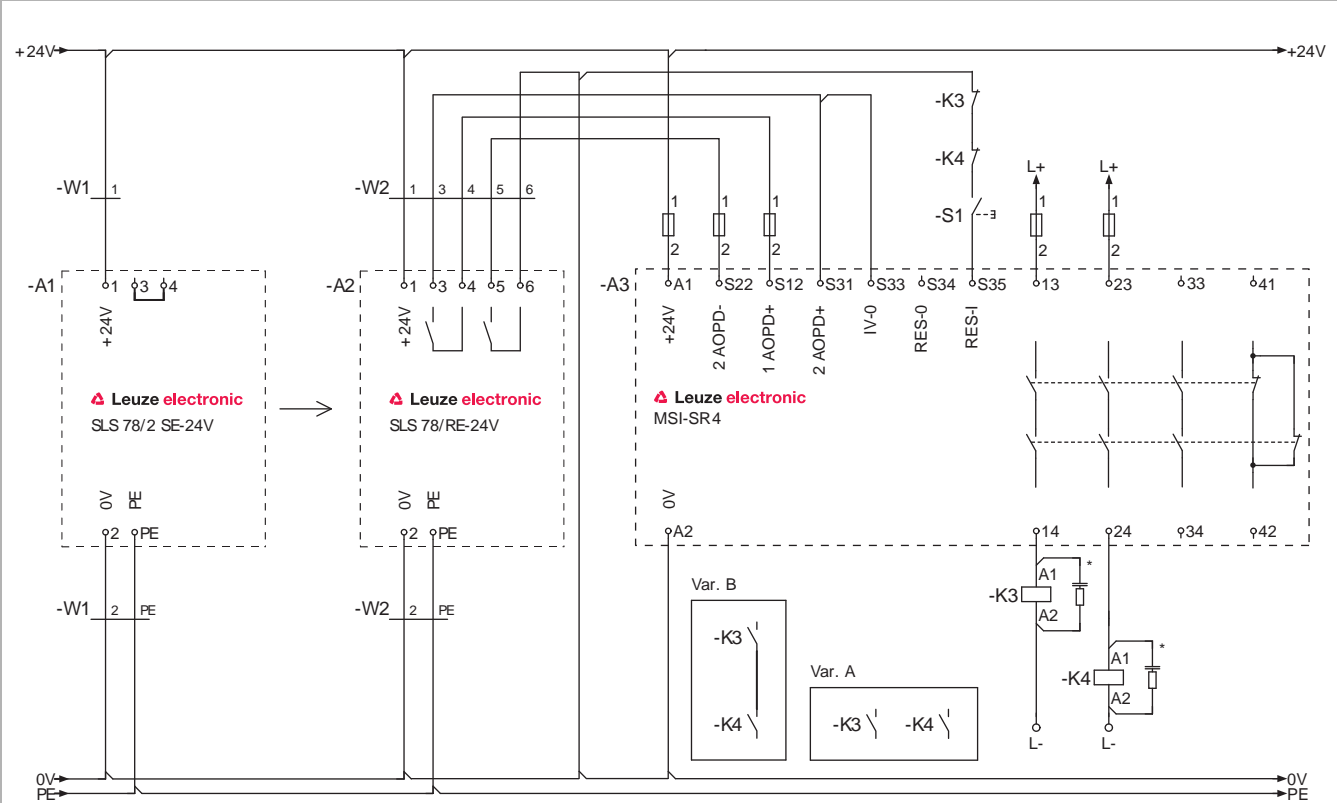 +24V
+24V
-K3
-K4
-S1
L+
L+
-W1 1
-W2 1 3 4 5 6
1 1 1 1 1
2 2 2 2 2
-A1 1 3 4
-A2 1 3 4 5 6
-A3 A1 S22 S12 S31 S33 S34 S35 13 23 33 41
+24V
+24V
+24V
2 AOPD-
1 AOPD+
2 AOPD+
IV-0
RES-0
RES-I
Leuze electronic
SLS 78/2 SE-24V
Leuze electronic
SLS 78/RE-24V
Leuze electronic
MSI-SR4
0V PE
0V PE
0V
2 PE
2 PE
A2 14 24 34 42
-W1 2 PE
-W2 2 PE
-K3 A1 *
A2
-K4 A1 *
A2
L-
L-
Var. B
-K3
-K4
Var. A
-K3 -K4
0V
PE
0V
PE